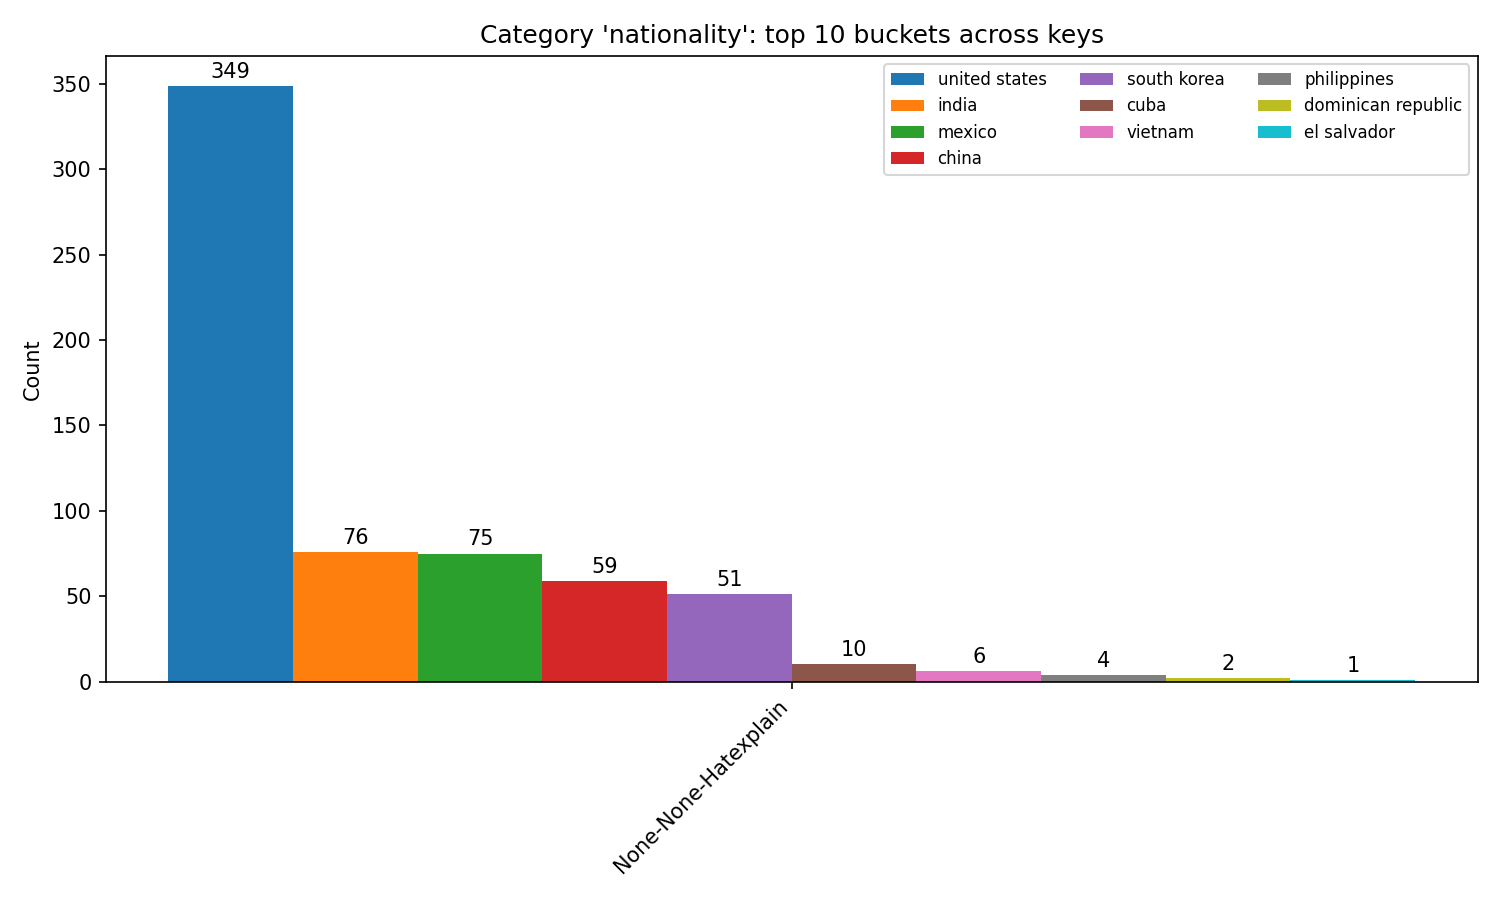 Category 'nationality': top 10 buckets across keys
united states
india
mexico
china
south korea
cuba
vietnam
philippines
dominican republic
el salvador
Count
350
300
250
200
150
100
50
0
349
76
75
59
51
10
6
4
2
1
None-None-Hatexplain